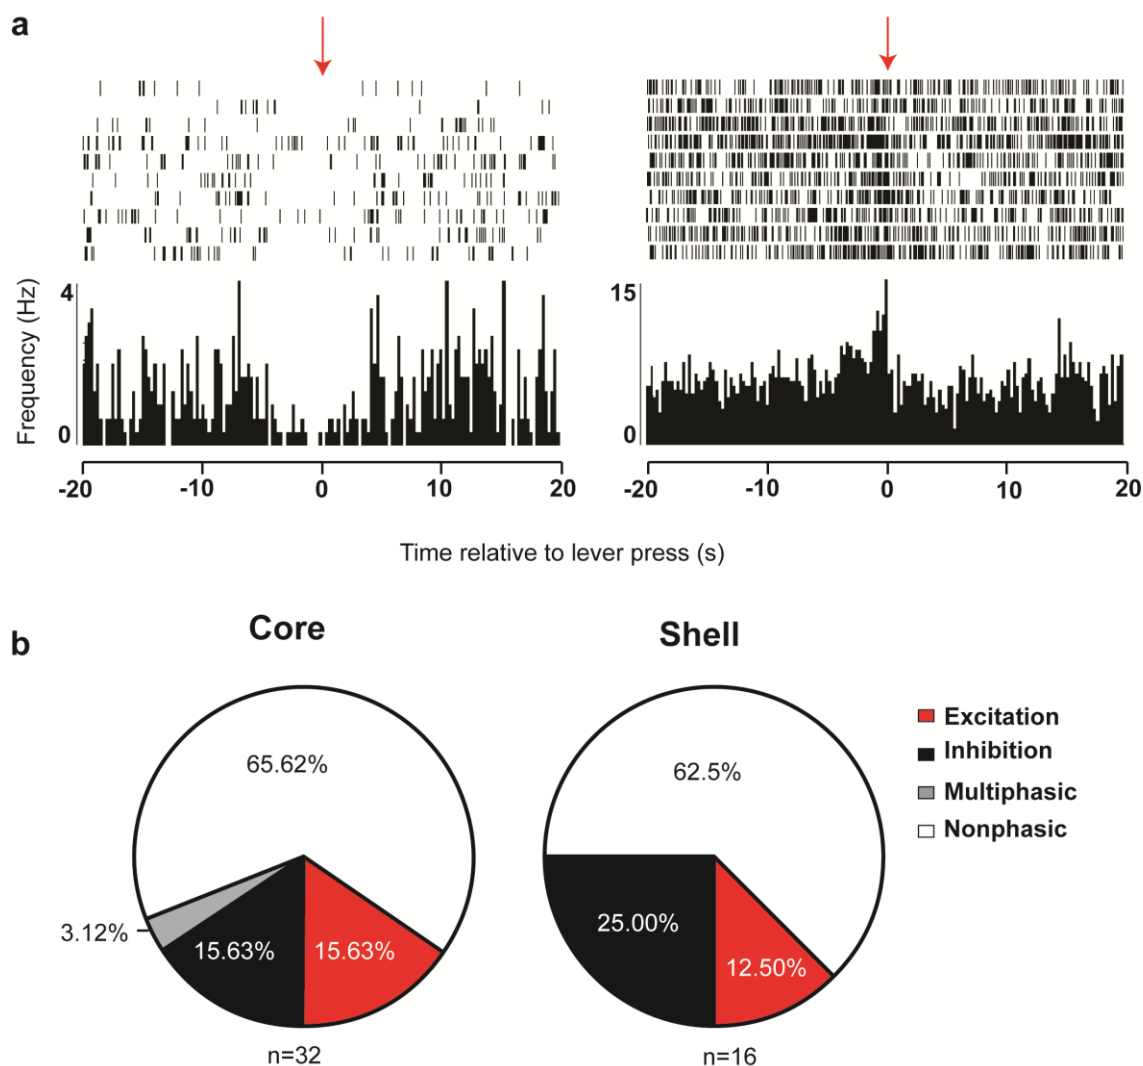 a
4
0
Frequency (Hz)
-20 -10 0 10 20
15
0
-20 -10 0 10 20
Time relative to lever press (s)
b
Core
65.62%
3.12%
15.63%
15.63%
n=32
Shell
62.5%
25.00%
12.50%
n=16
Excitation
Inhibition
Multiphasic
Nonphasic